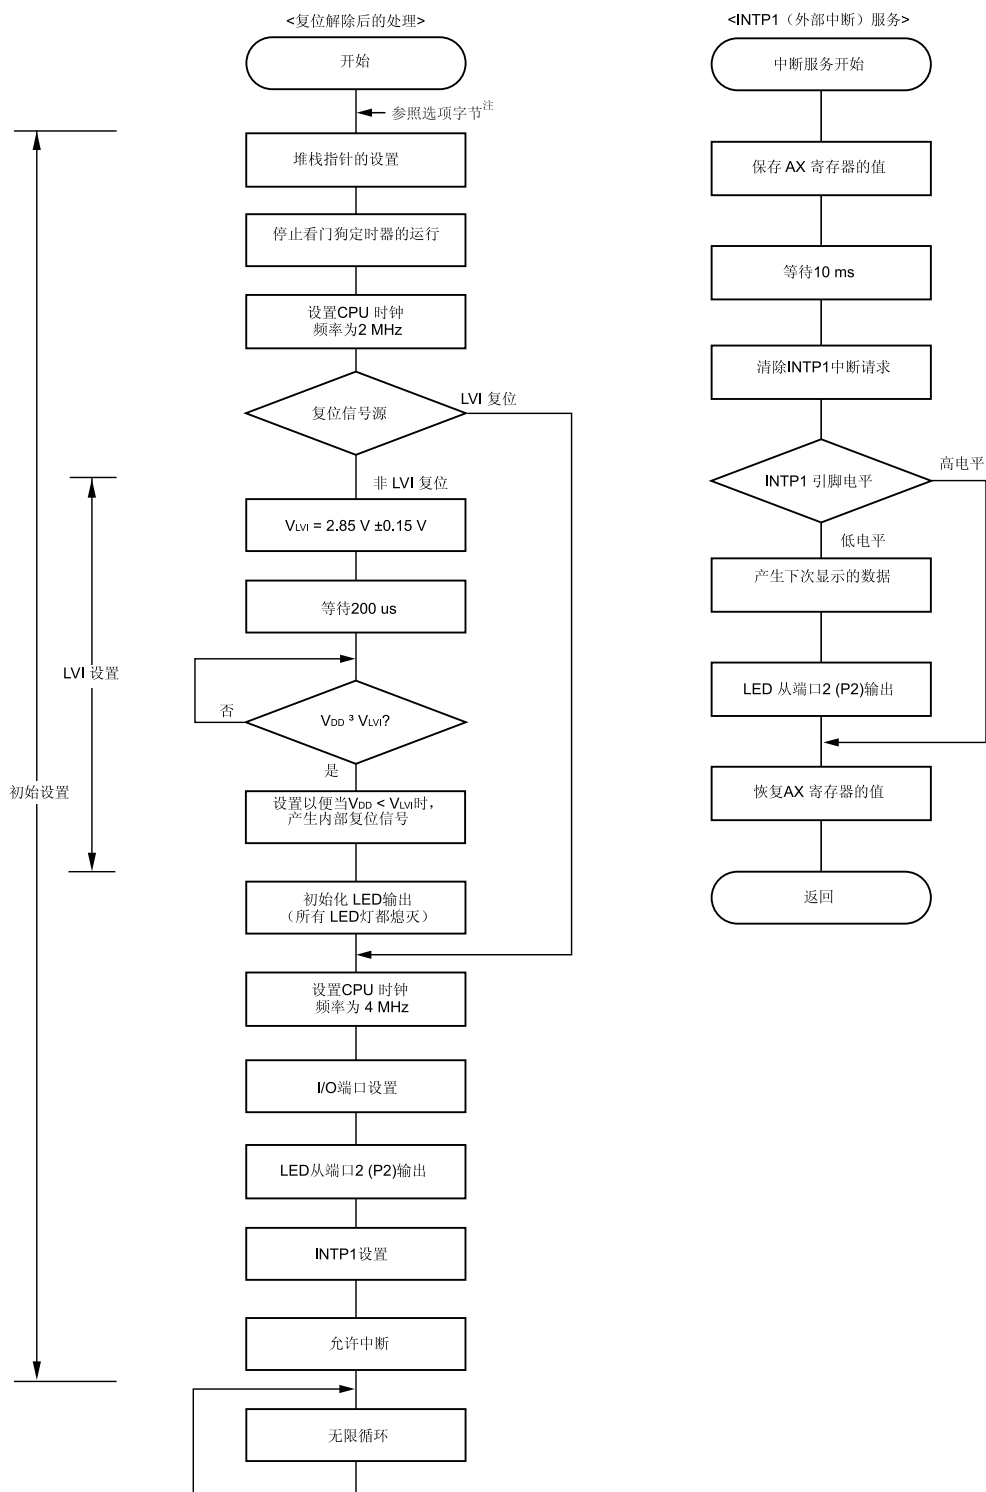 <复位解除后的处理>
开始
参照选项字节注
堆栈指针的设置
停止看门狗定时器的运行
设置CPU 时钟
频率为2 MHz
复位信号源
LVI 复位
非 LVI 复位
VLVI = 2.85 V ±0.15 V
等待200 us
VDD ³ VLVI?
否
是
设置以便当VDD < VLVI时,
产生内部复位信号
初始化 LED输出
（所有 LED灯都熄灭）
设置CPU 时钟
频率为 4 MHz
I/O端口设置
LED从端口2 (P2)输出
INTP1设置
允许中断
无限循环
LVI 设置
初始设置
<INTP1（外部中断）服务>
中断服务开始
保存 AX 寄存器的值
等待10 ms
清除INTP1中断请求
INTP1 引脚电平
高电平
低电平
产生下次显示的数据
LED 从端口2 (P2)输出
恢复AX 寄存器的值
返回